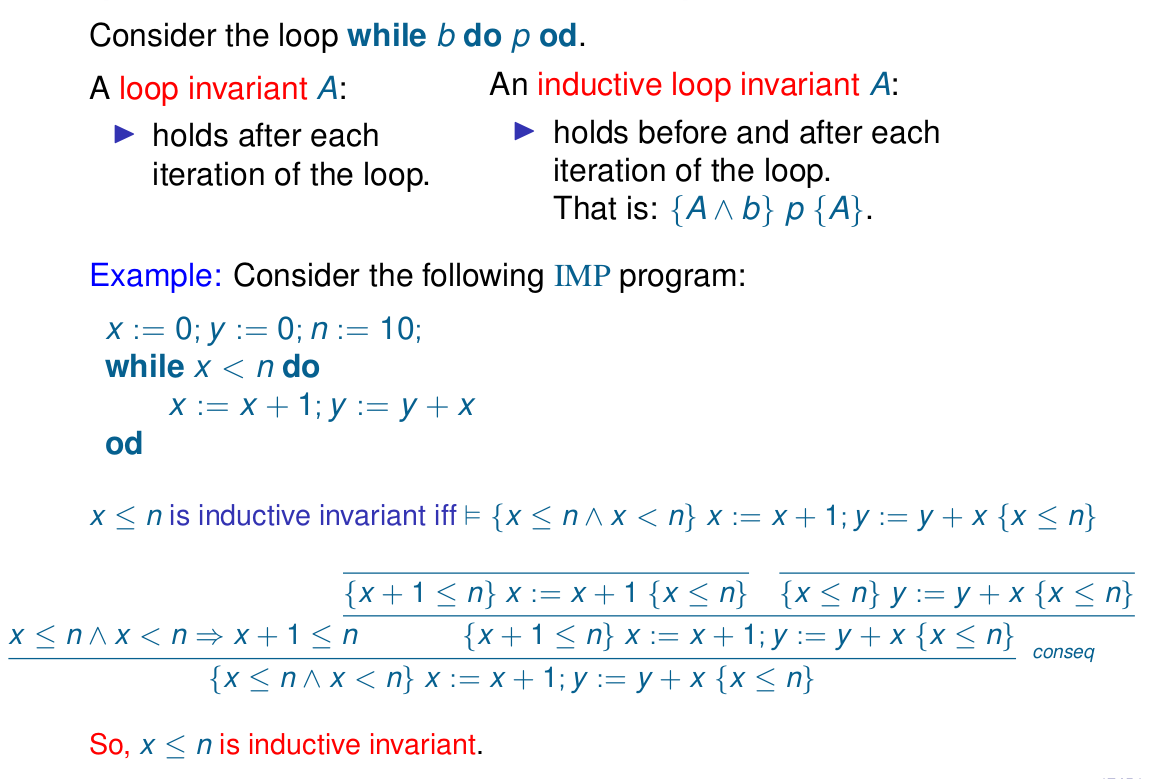 Consider the loop while b do p od.
A loop invariant A:
▶ holds after each
iteration of the loop.
An inductive loop invariant A:
▶ holds before and after each
iteration of the loop.
That is: {A ∧ b} p {A}.
Example: Consider the following IMP program:
x := 0; y := 0; n := 10;
while x < n do
x := x + 1; y := y + x
od
x ≤ n is inductive invariant iff ⊨ {x ≤ n ∧ x < n} x := x + 1; y := y + x {x ≤ n}
{x + 1 ≤ n} x := x + 1 {x ≤ n} {x ≤ n} y := y + x {x ≤ n}
x ≤ n ∧ x < n ⇒ x + 1 ≤ n {x + 1 ≤ n} x := x + 1; y := y + x {x ≤ n} conseq
{x ≤ n ∧ x < n} x := x + 1; y := y + x {x ≤ n}
So, x ≤ n is inductive invariant.